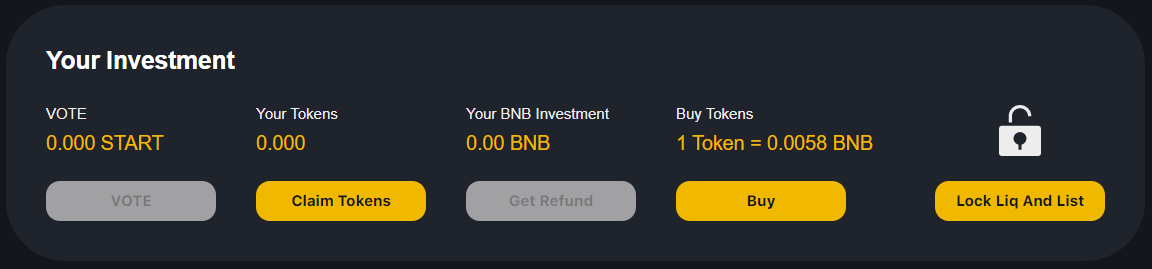 Your Investment
VOTE
0.000 START
VOTE
Your Tokens
0.000
Claim Tokens
Your BNB Investment
0.00 BNB
Get Refund
Buy Tokens
1 Token = 0.0058 BNB
Buy
Lock Liq And List